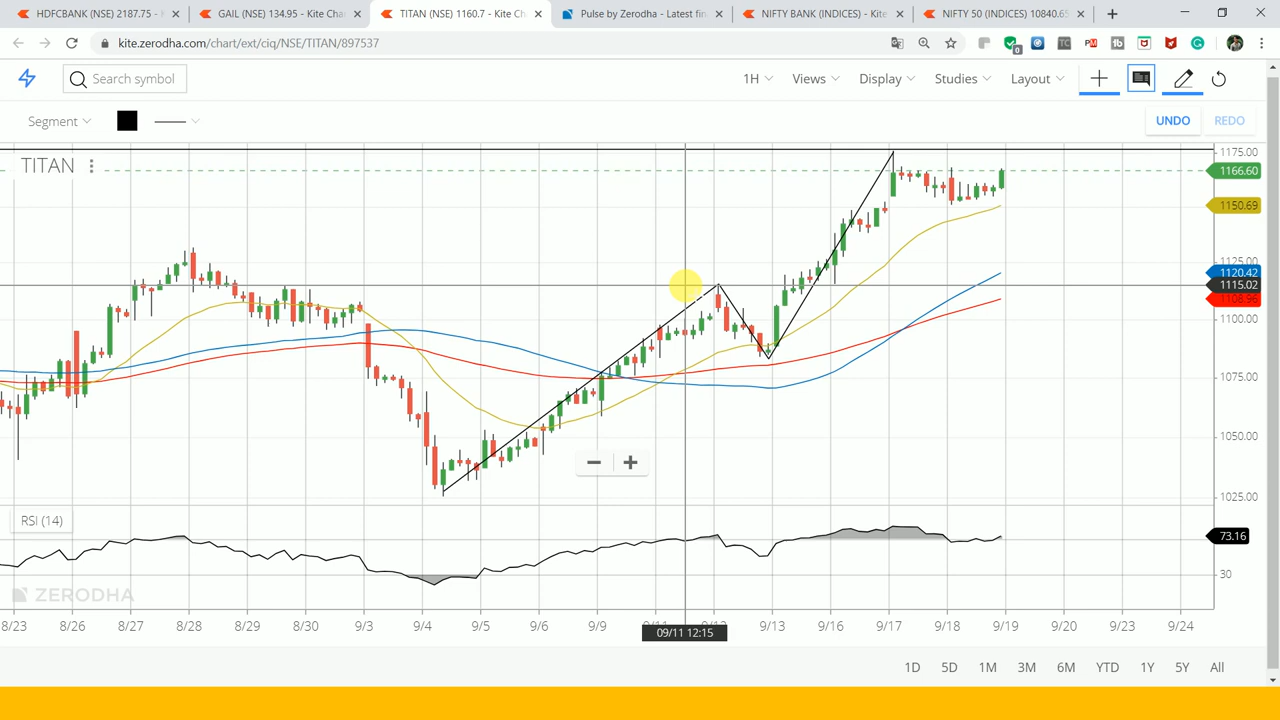 HDFCBANK (NSE) 2187.75 - Kite C
GAIL (NSE) 134.95 - Kite Cha
TITAN (NSE) 1160.7 - Kite Ch
Pulse by Zerodha - Latest fin
NIFTY BANK (INDICES) - Kite
NIFTY 50 (INDICES) 10840.65
kite.zerodha.com/chart/ext/ciq/NSE/TITAN/897537
Search symbol
1H
Views
Display
Studies
Layout
Segment
UNDO
REDO
TITAN
1175.00
1166.60
1150.69
1125.00
1120.42
1115.02
1108.96
1100.00
1075.00
1050.00
1025.00
RSI (14)
73.16
30
ZERODHA
8/23 8/26 8/27 8/28 8/29 8/30 9/3 9/4 9/5 9/6 9/9 9/11 9/13 9/16 9/17 9/18 9/19 9/20 9/23 9/24
09/11 12:15
1D 5D 1M 3M 6M YTD 1Y 5Y All